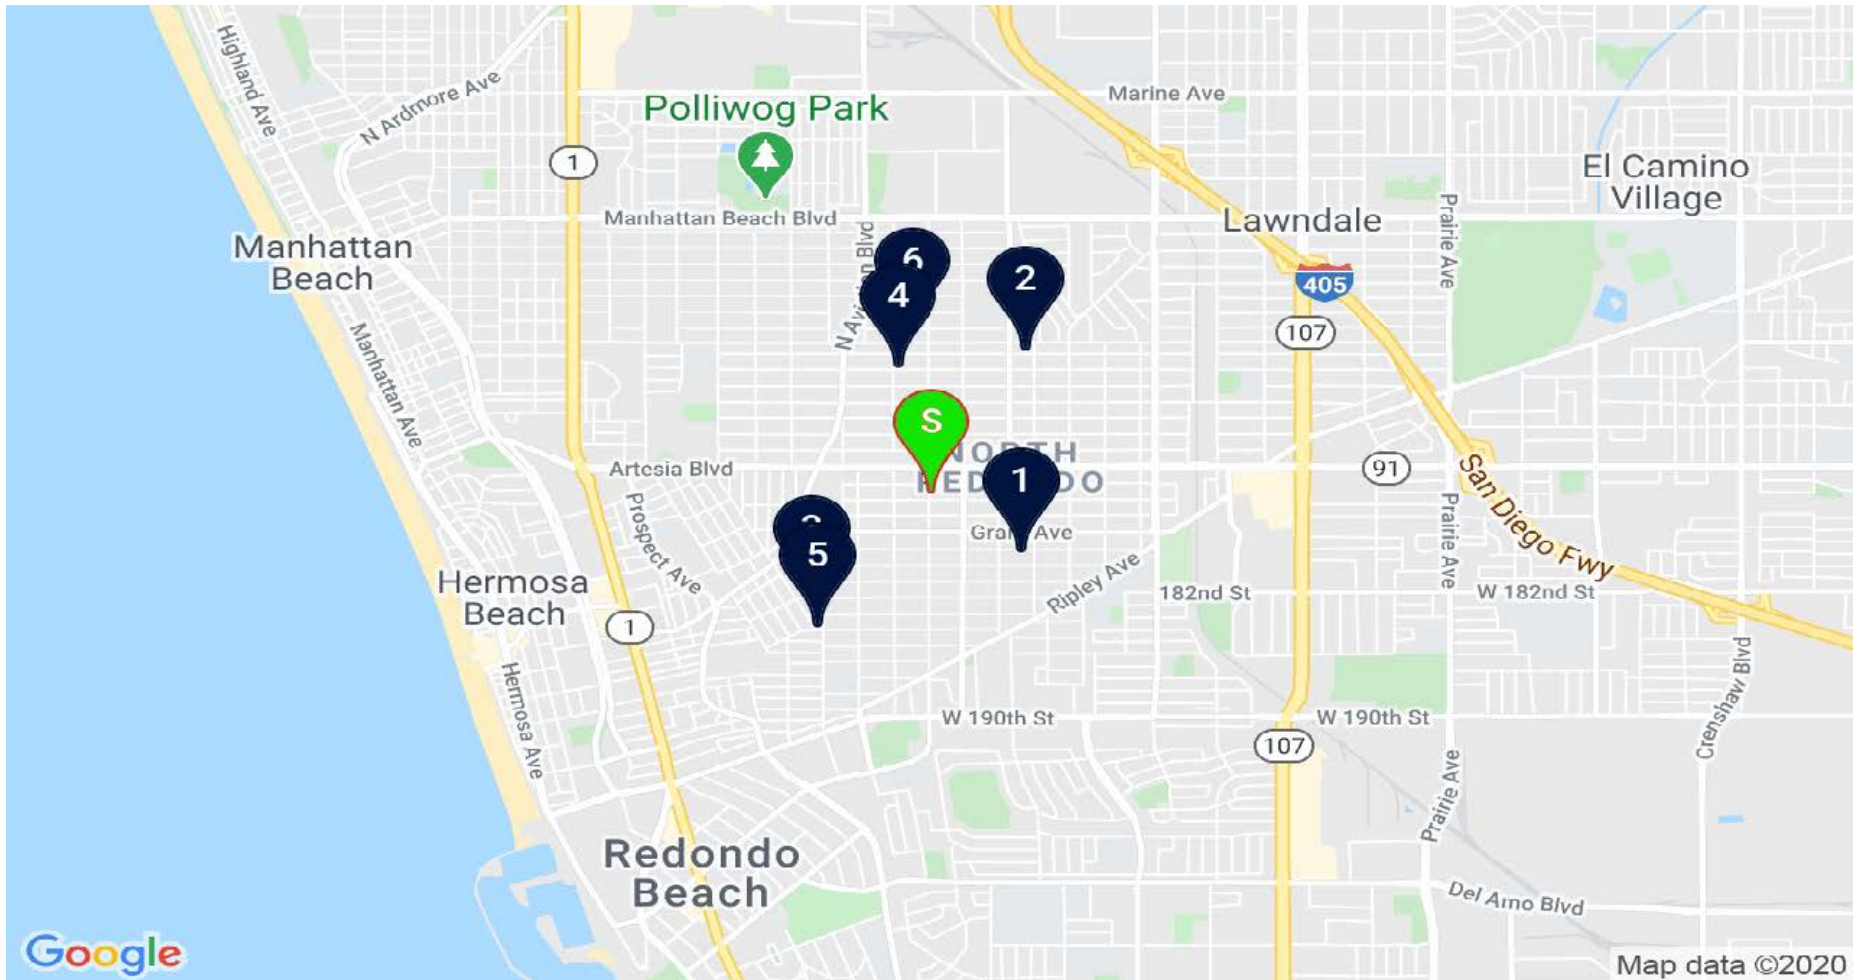 Highland Ave
N Ardmore Ave
Marine Ave
Polliwog Park
1
El Camino
Village
Manhattan Beach Blvd
Lawndale
Prairie Ave
Manhattan
Beach
6
4
2
405
107
Manhattan Ave
S
NORTH
Artesia Blvd
91
1
San Diego Fwy
Prospect Ave
5
Prairie Ave
Ripley Ave
182nd St
W 182nd St
Hermosa
Beach
1
Hermosa Ave
W 190th St
W 190th St
Crenshaw Blvd
107
Prairie Ave
Redondo
Beach
Del Amo Blvd
Google
Map data ©2020